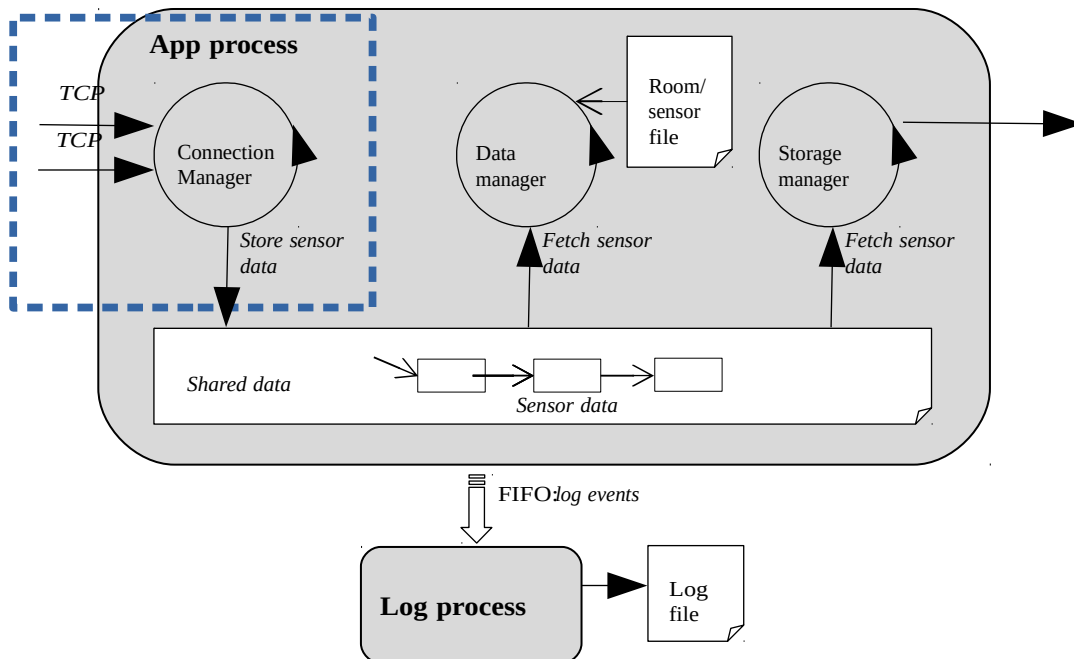 App process
TCP
TCP
Connection
Manager
Data
manager
Room/
sensor
file
Storage
manager
Store sensor
data
Fetch sensor
data
Fetch sensor
data
Shared data
Sensor data
FIFO:log events
Log process
Log
file